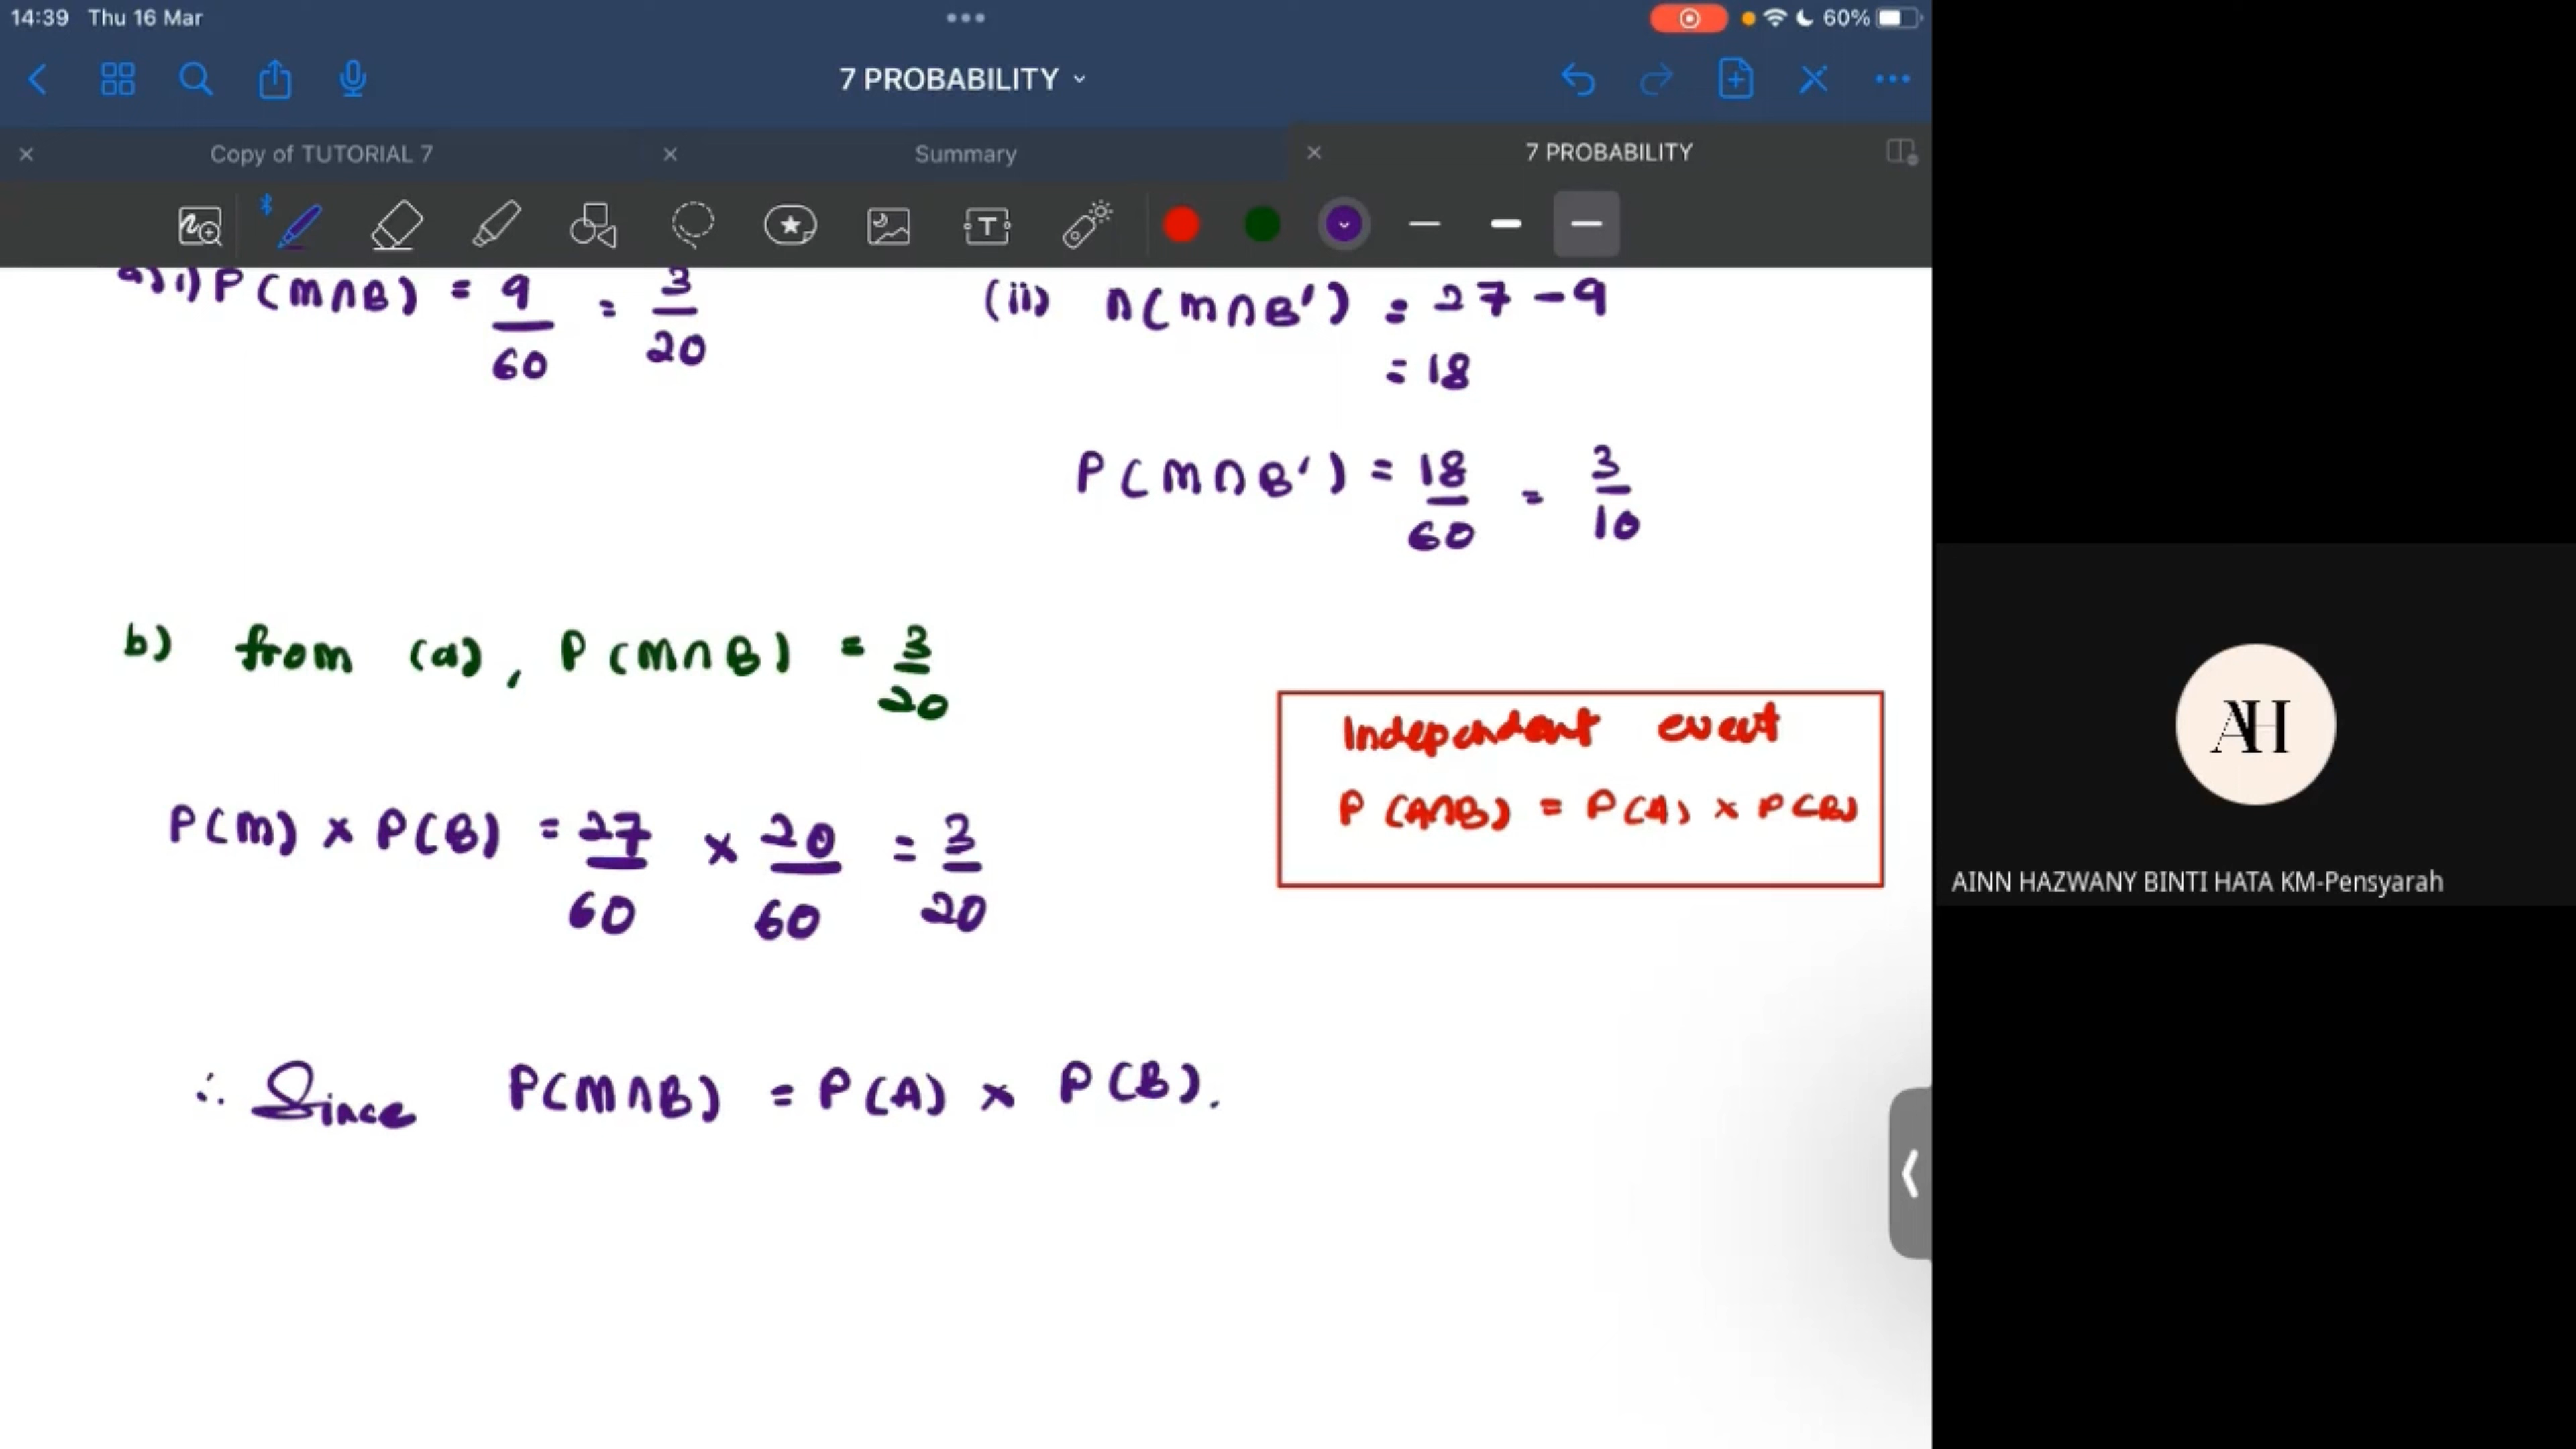 14:39 Thu 16 Mar
60%
7 PROBABILITY
Copy of TUTORIAL 7
Summary
7 PROBABILITY
a) i) P(M∩B) = 9/60 = 3/20
(ii) n(M∩B') = 27 - 9
= 18
P(M∩B') = 18/60 = 3/10
b) from (a), P(M∩B) = 3/20
Independent event
P(A∩B) = P(A) × P(B)
P(M) × P(B) = 27/60 × 20/60 = 3/20
∴ Since P(M∩B) = P(A) × P(B).
AH
AINN HAZWANY BINTI HATA KM-Pensyarah